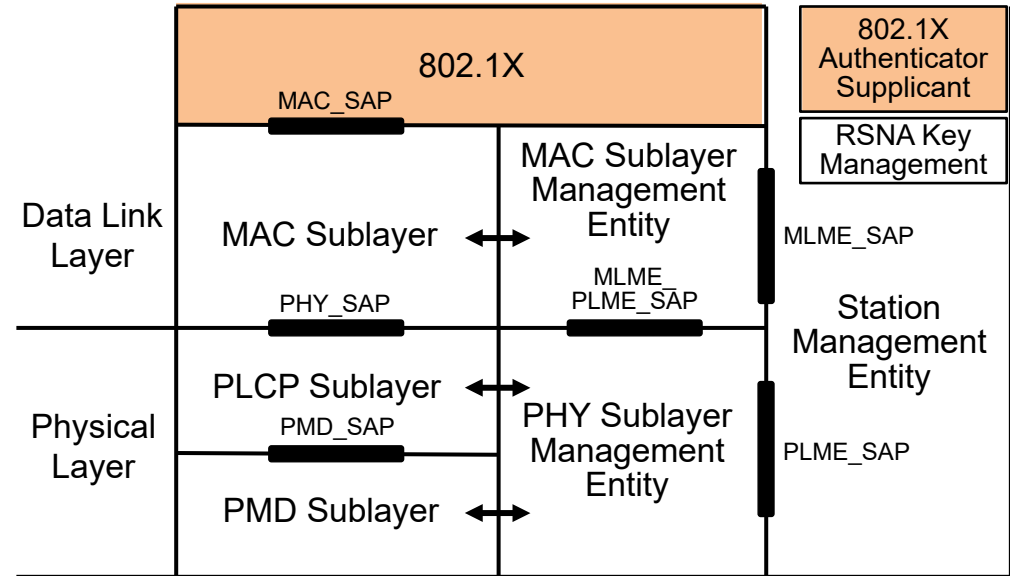 802.1X
802.1X
Authenticator
Supplicant
MAC_SAP
RSNA Key
Management
MAC Sublayer
Management
Entity
Data Link
Layer
MAC Sublayer
MLME_SAP
MLME_
PLME_SAP
PHY_SAP
Station
Management
Entity
PLCP Sublayer
PHY Sublayer
Management
Entity
Physical
Layer
PMD_SAP
PLME_SAP
PMD Sublayer